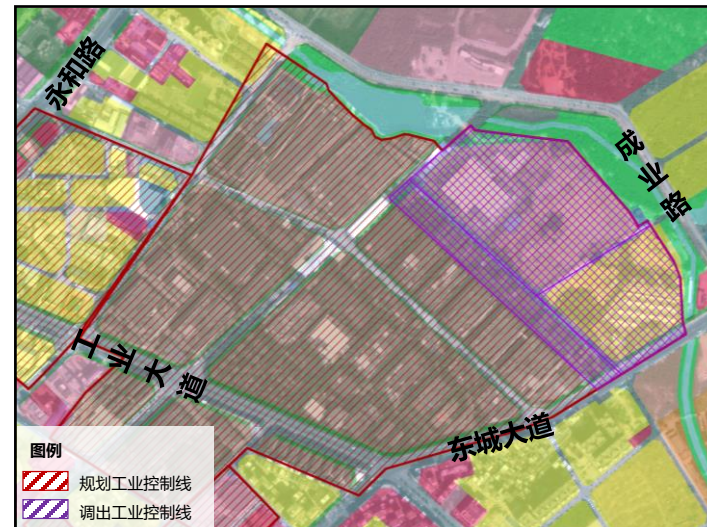 永和路
成业路
工业大道
东城大道
图例
规划工业控制线
调出工业控制线